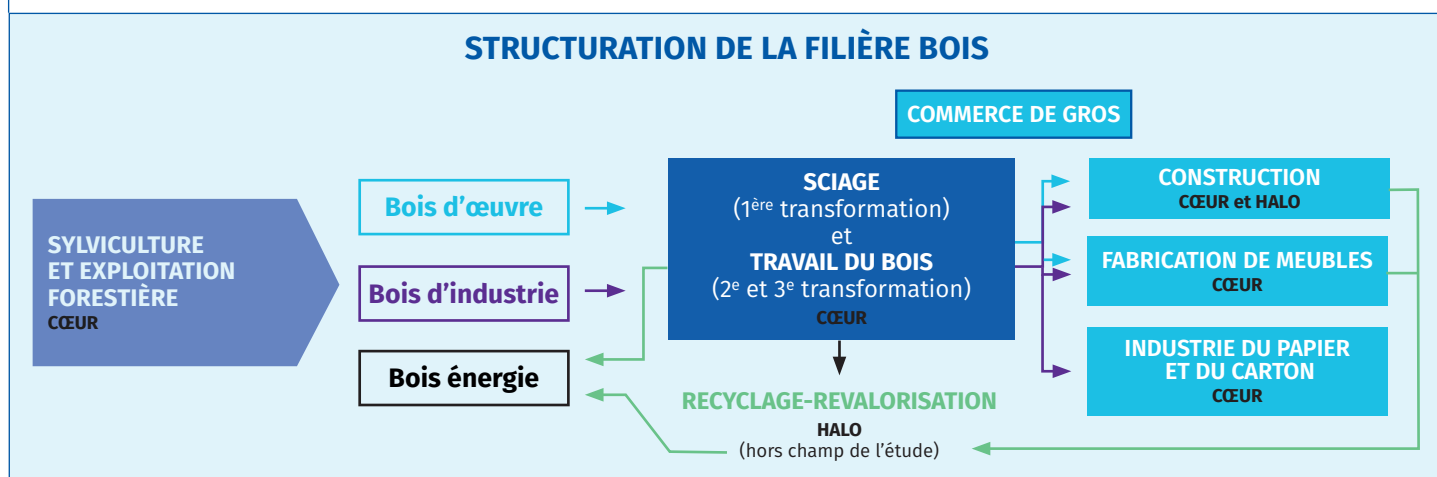 STRUCTURATION DE LA FILIÈRE BOIS
COMMERCE DE GROS
SYLVICULTURE
ET EXPLOITATION
FORESTIÈRE
CŒUR
Bois d’œuvre
Bois d’industrie
Bois énergie
SCIAGE
(1ère transformation)
et
TRAVAIL DU BOIS
(2e et 3e transformation)
CŒUR
RECYCLAGE-REVALORISATION
HALO
(hors champ de l’étude)
CONSTRUCTION
CŒUR et HALO
FABRICATION DE MEUBLES
CŒUR
INDUSTRIE DU PAPIER
ET DU CARTON
CŒUR